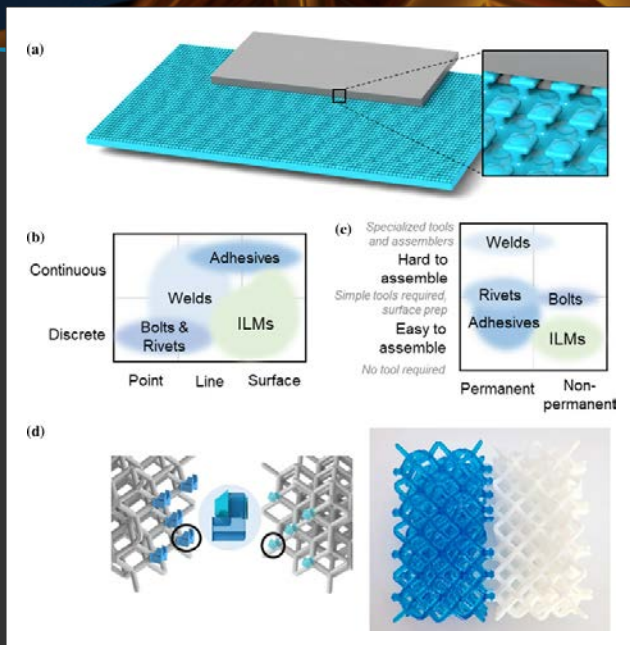 (a)
(b)
Continuous
Discrete
Adhesives
Welds
Bolts &
Rivets
ILMs
Point Line Surface
(c)
Specialized tools
and assemblers
Hard to
assemble
Simple tools required,
surface prep
Easy to
assemble
No tool required
Welds
Rivets
Bolts
Adhesives
ILMs
Permanent
Non-
permanent
(d)